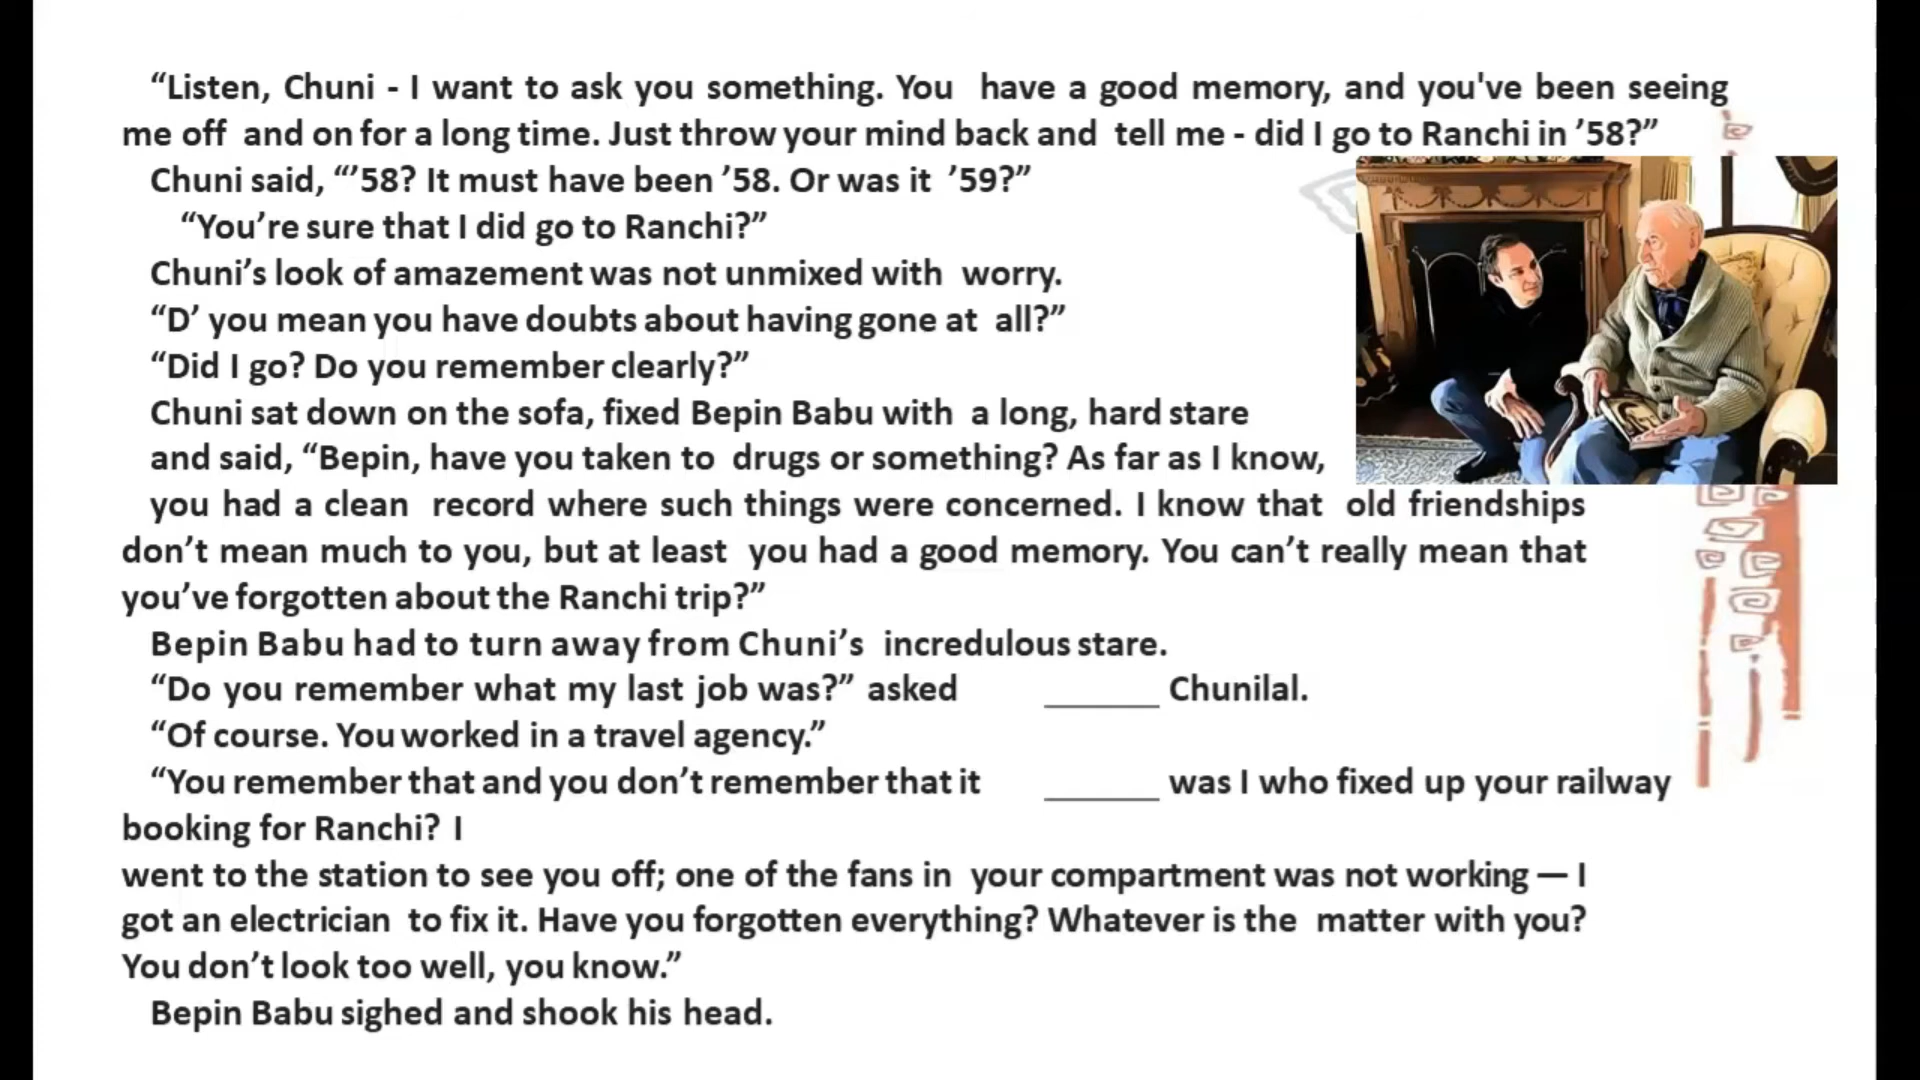 “Listen, Chuni - I want to ask you something. You have a good memory, and you've been seeing
me off and on for a long time. Just throw your mind back and tell me - did I go to Ranchi in ’58?”
Chuni said, “’58? It must have been ’58. Or was it ’59?”
“You’re sure that I did go to Ranchi?”
Chuni’s look of amazement was not unmixed with worry.
“D’ you mean you have doubts about having gone at all?”
“Did I go? Do you remember clearly?”
Chuni sat down on the sofa, fixed Bepin Babu with a long, hard stare
and said, “Bepin, have you taken to drugs or something? As far as I know,
you had a clean record where such things were concerned. I know that old friendships
don’t mean much to you, but at least you had a good memory. You can’t really mean that
you’ve forgotten about the Ranchi trip?”
Bepin Babu had to turn away from Chuni’s incredulous stare.
“Do you remember what my last job was?” asked ______ Chunilal.
“Of course. You worked in a travel agency.”
“You remember that and you don’t remember that it ______ was I who fixed up your railway
booking for Ranchi? I
went to the station to see you off; one of the fans in your compartment was not working — I
got an electrician to fix it. Have you forgotten everything? Whatever is the matter with you?
You don’t look too well, you know.”
Bepin Babu sighed and shook his head.